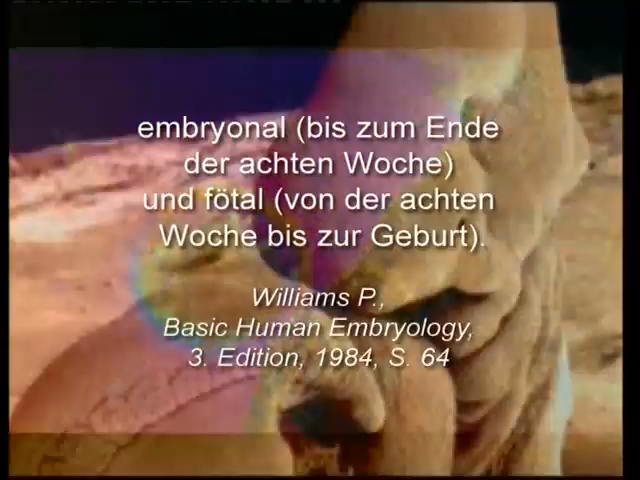 embryonal (bis zum Ende
der achten Woche)
und fötal (von der achten
Woche bis zur Geburt).
Williams P.,
Basic Human Embryology,
3. Edition, 1984, S. 64